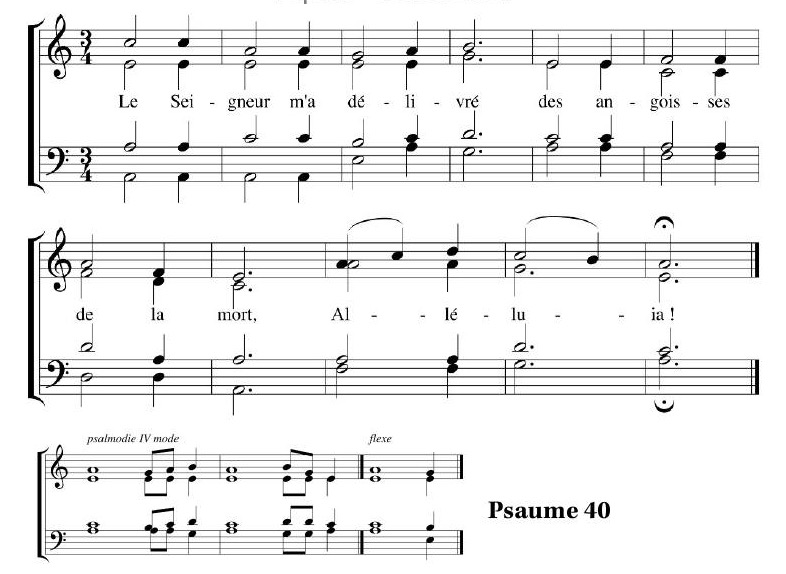 Le Sei - gneur m'a dé - li - vré des an - gois - ses
de la mort, Al - - lé - lu - - ia !
psalmodie IV mode flexe
Psaume 40